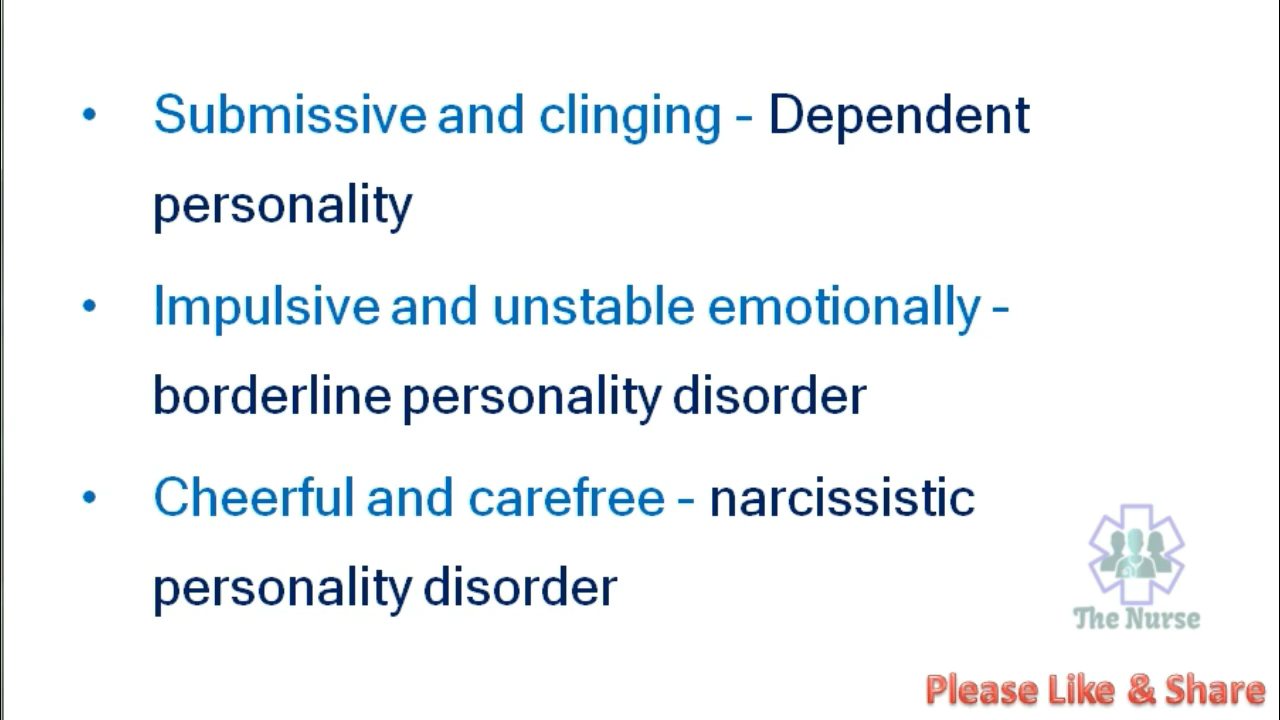 • Submissive and clinging - Dependent
personality
• Impulsive and unstable emotionally -
borderline personality disorder
• Cheerful and carefree - narcissistic
personality disorder
The Nurse
Please Like & Share